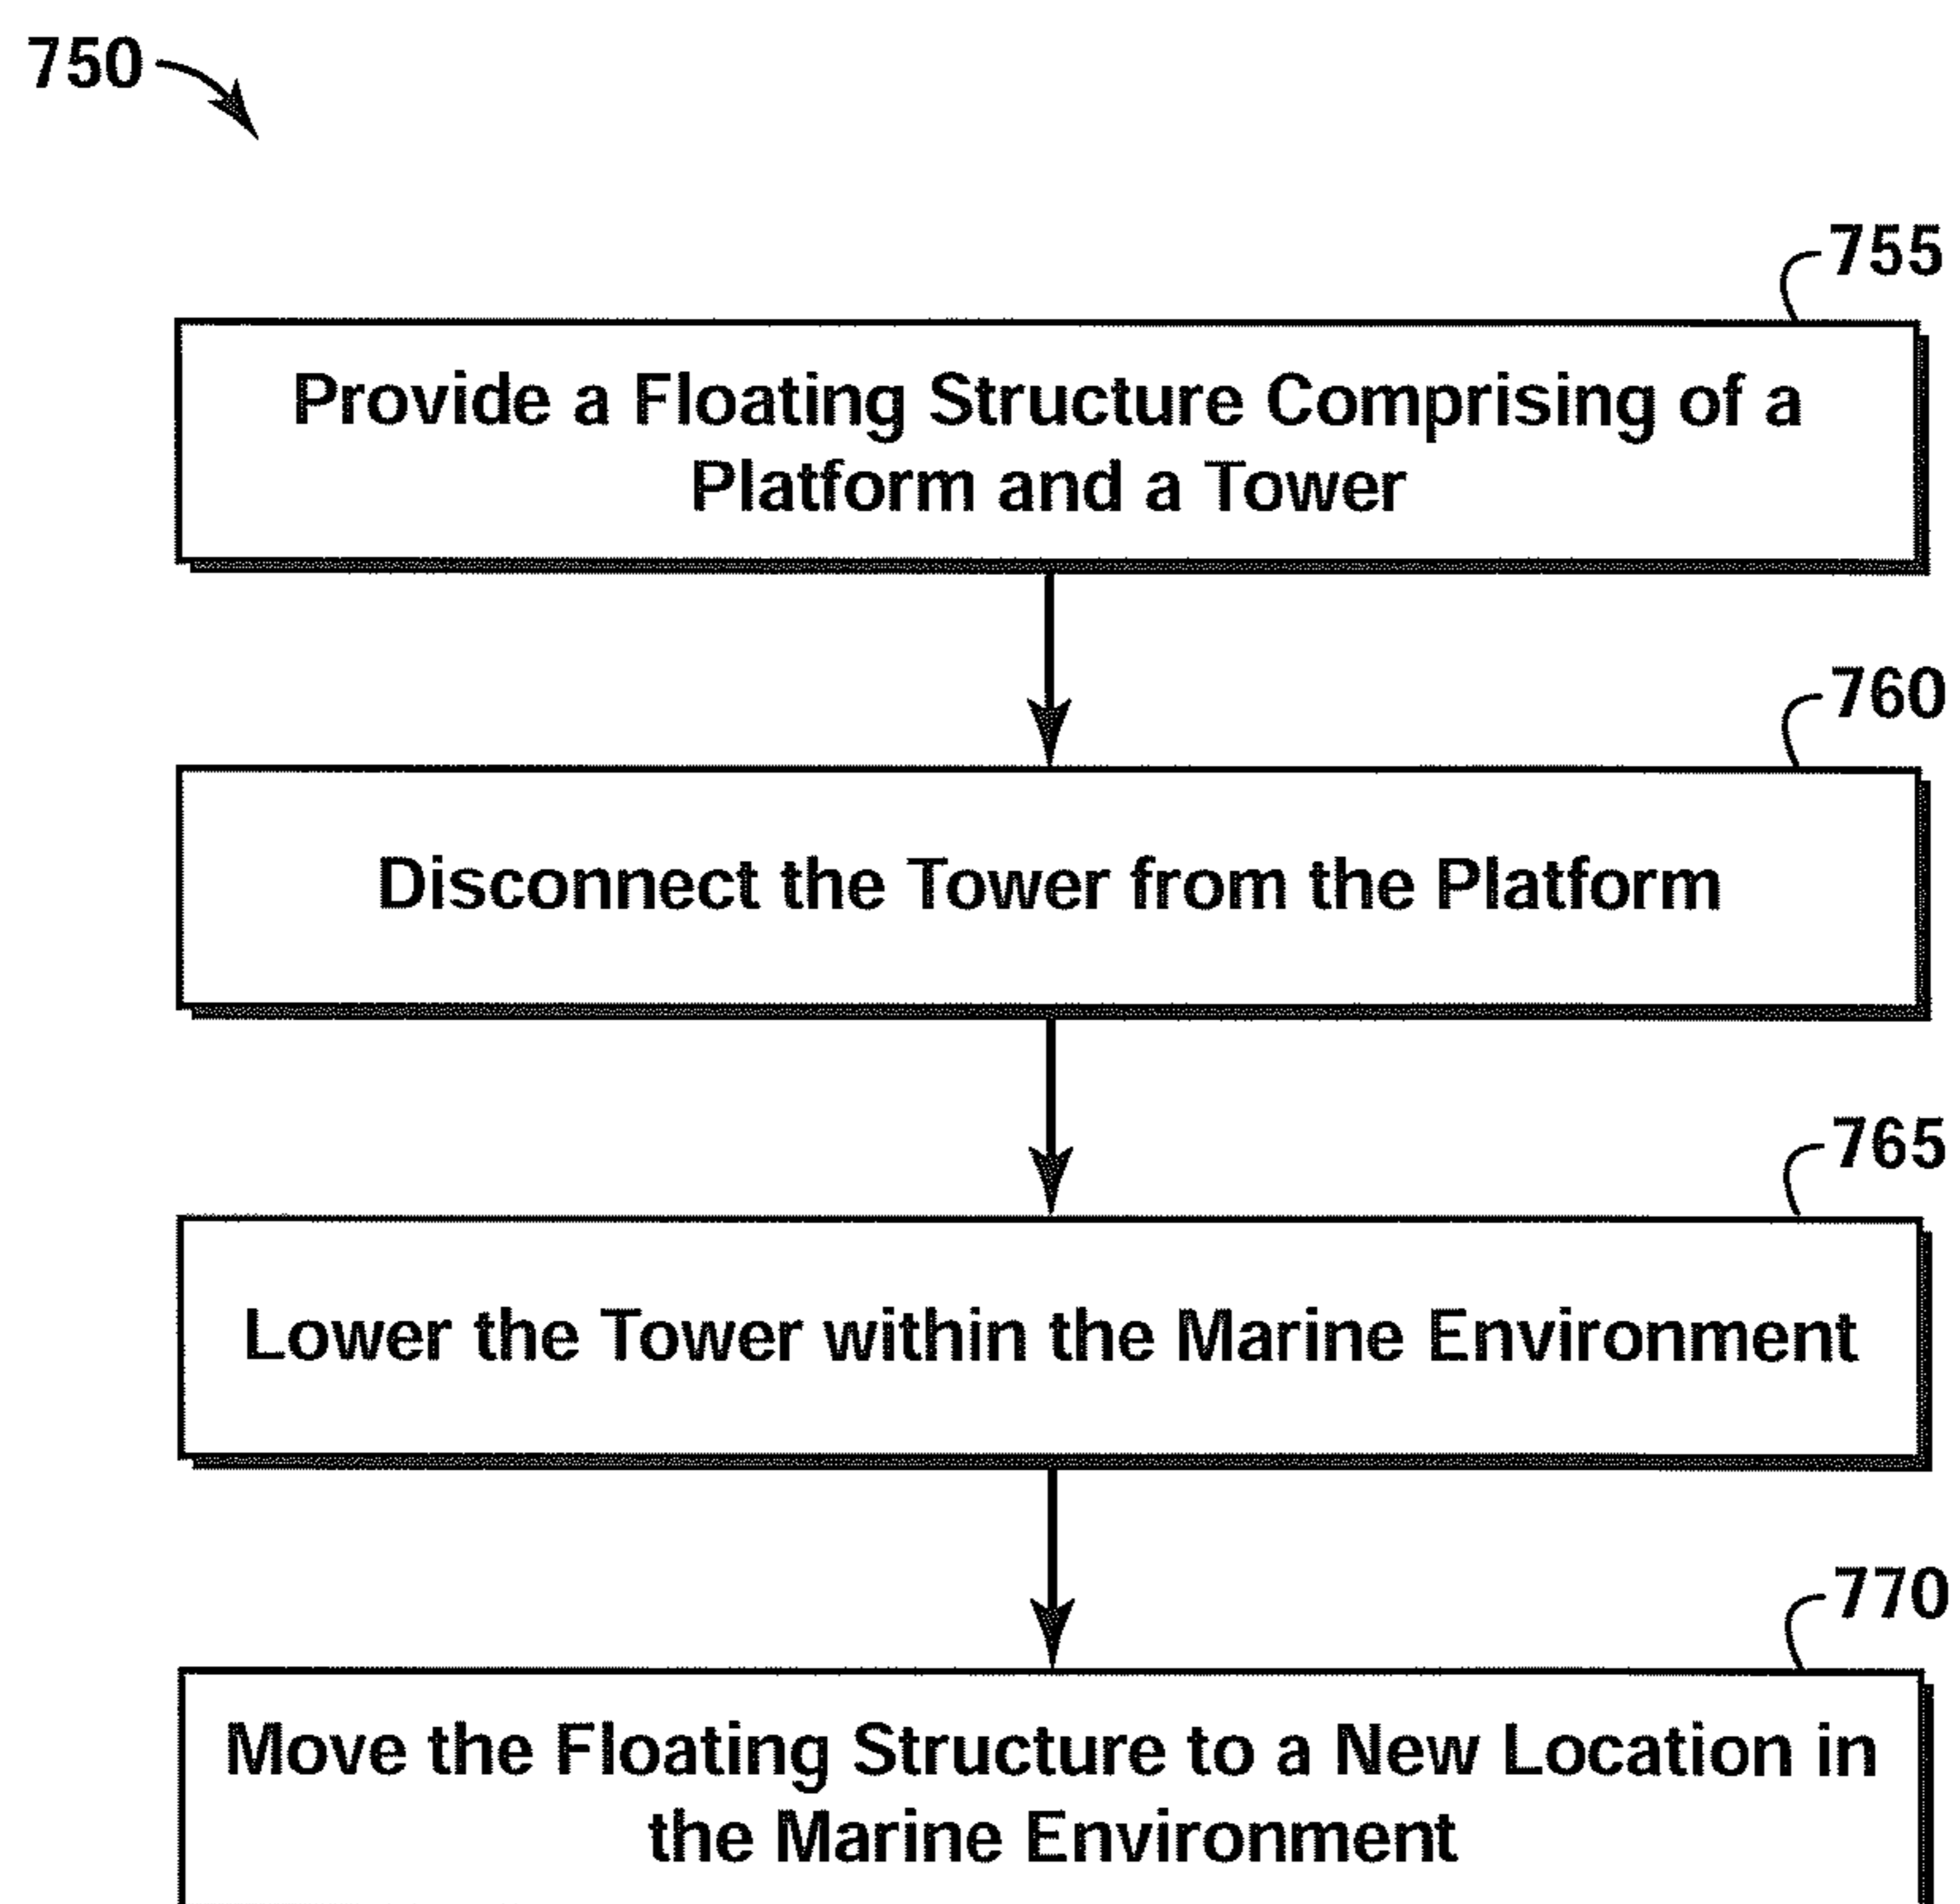 750
755
Provide a Floating Structure Comprising of a
Platform and a Tower
760
Disconnect the Tower from the Platform
765
Lower the Tower within the Marine Environment
770
Move the Floating Structure to a New Location in
the Marine Environment